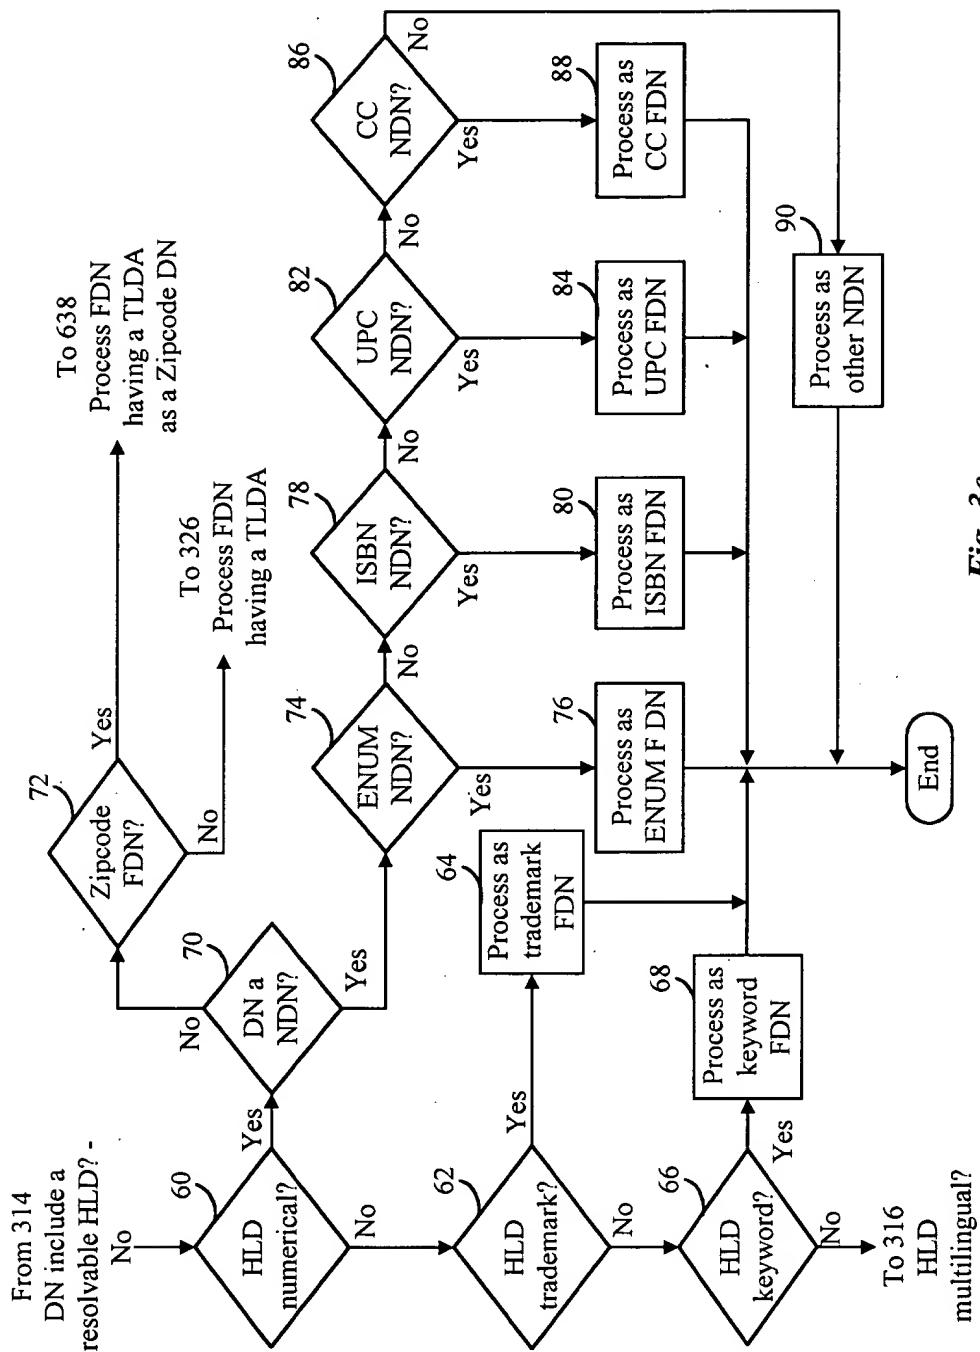 From 314
DN include a
resolvable HLD? -
No
60
HLD
numerical?
Yes
No
70
DN a
NDN?
No
Yes
72
Zipcode
FDN?
Yes
No
To 638
Process FDN
having a TLDA
as a Zipcode DN
To 326
Process FDN
having a TLDA
74
ENUM
NDN?
No
Yes
76
Process as
ENUM F DN
78
ISBN
NDN?
No
Yes
80
Process as
ISBN FDN
82
UPC
NDN?
No
Yes
84
Process as
UPC FDN
86
CC
NDN?
No
Yes
88
Process as
CC FDN
90
Process as
other NDN
62
HLD
trademark?
Yes
No
64
Process as
trademark
FDN
66
HLD
keyword?
Yes
No
68
Process as
keyword
FDN
To 316
HLD
multilingual?
End